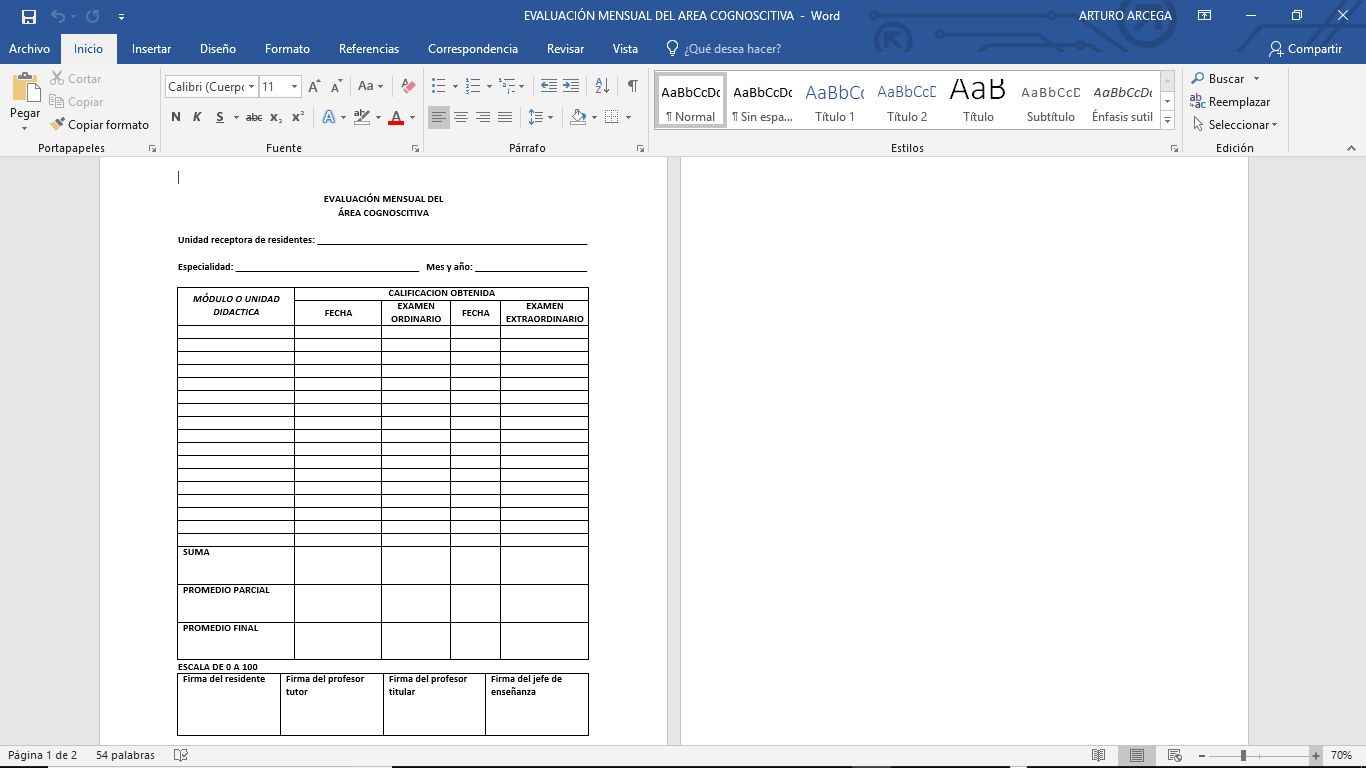 EVALUACIÓN MENSUAL DEL AREA COGNOSCITIVA - Word
ARTURO ARCEGA
Archivo Inicio Insertar Diseño Formato Referencias Correspondencia Revisar Vista ¿Qué desea hacer? Compartir
Pegar
Cortar
Copiar
Copiar formato
Portapapeles
Calibri (Cuerpo 11 Aa
N K S abc x₂ x²
Fuente
Párrafo
AaBbCcDc AaBbCcDc AaBbCc AaBbCcD AaB AaBbCcD AaBbCcDc
¶ Normal ¶ Sin espa... Título 1 Título 2 Título Subtítulo Énfasis sutil
Estilos
Buscar
Reemplazar
Seleccionar
Edición
EVALUACIÓN MENSUAL DEL
ÁREA COGNOSCITIVA
Unidad receptora de residentes:
Especialidad: Mes y año:
MÓDULO O UNIDAD
DIDACTICA
CALIFICACION OBTENIDA
FECHA
EXAMEN
ORDINARIO
FECHA
EXAMEN
EXTRAORDINARIO
SUMA
PROMEDIO PARCIAL
PROMEDIO FINAL
ESCALA DE 0 A 100
Firma del residente
Firma del profesor
tutor
Firma del profesor
titular
Firma del jefe de
enseñanza
Página 1 de 2 54 palabras
70%